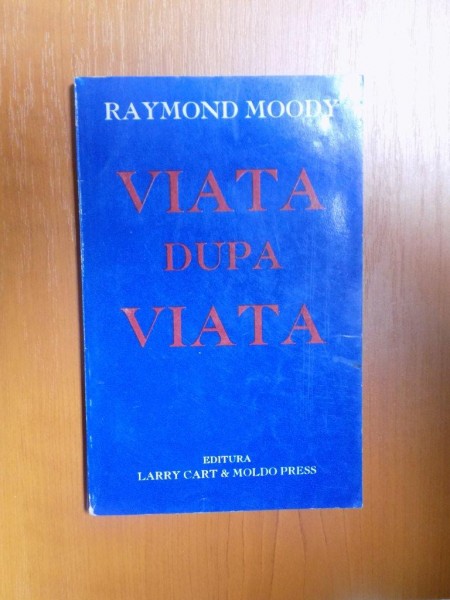 RAYMOND MOODY
VIATA
DUPA
VIATA
EDITURA
LARRY CART & MOLDO PRESS